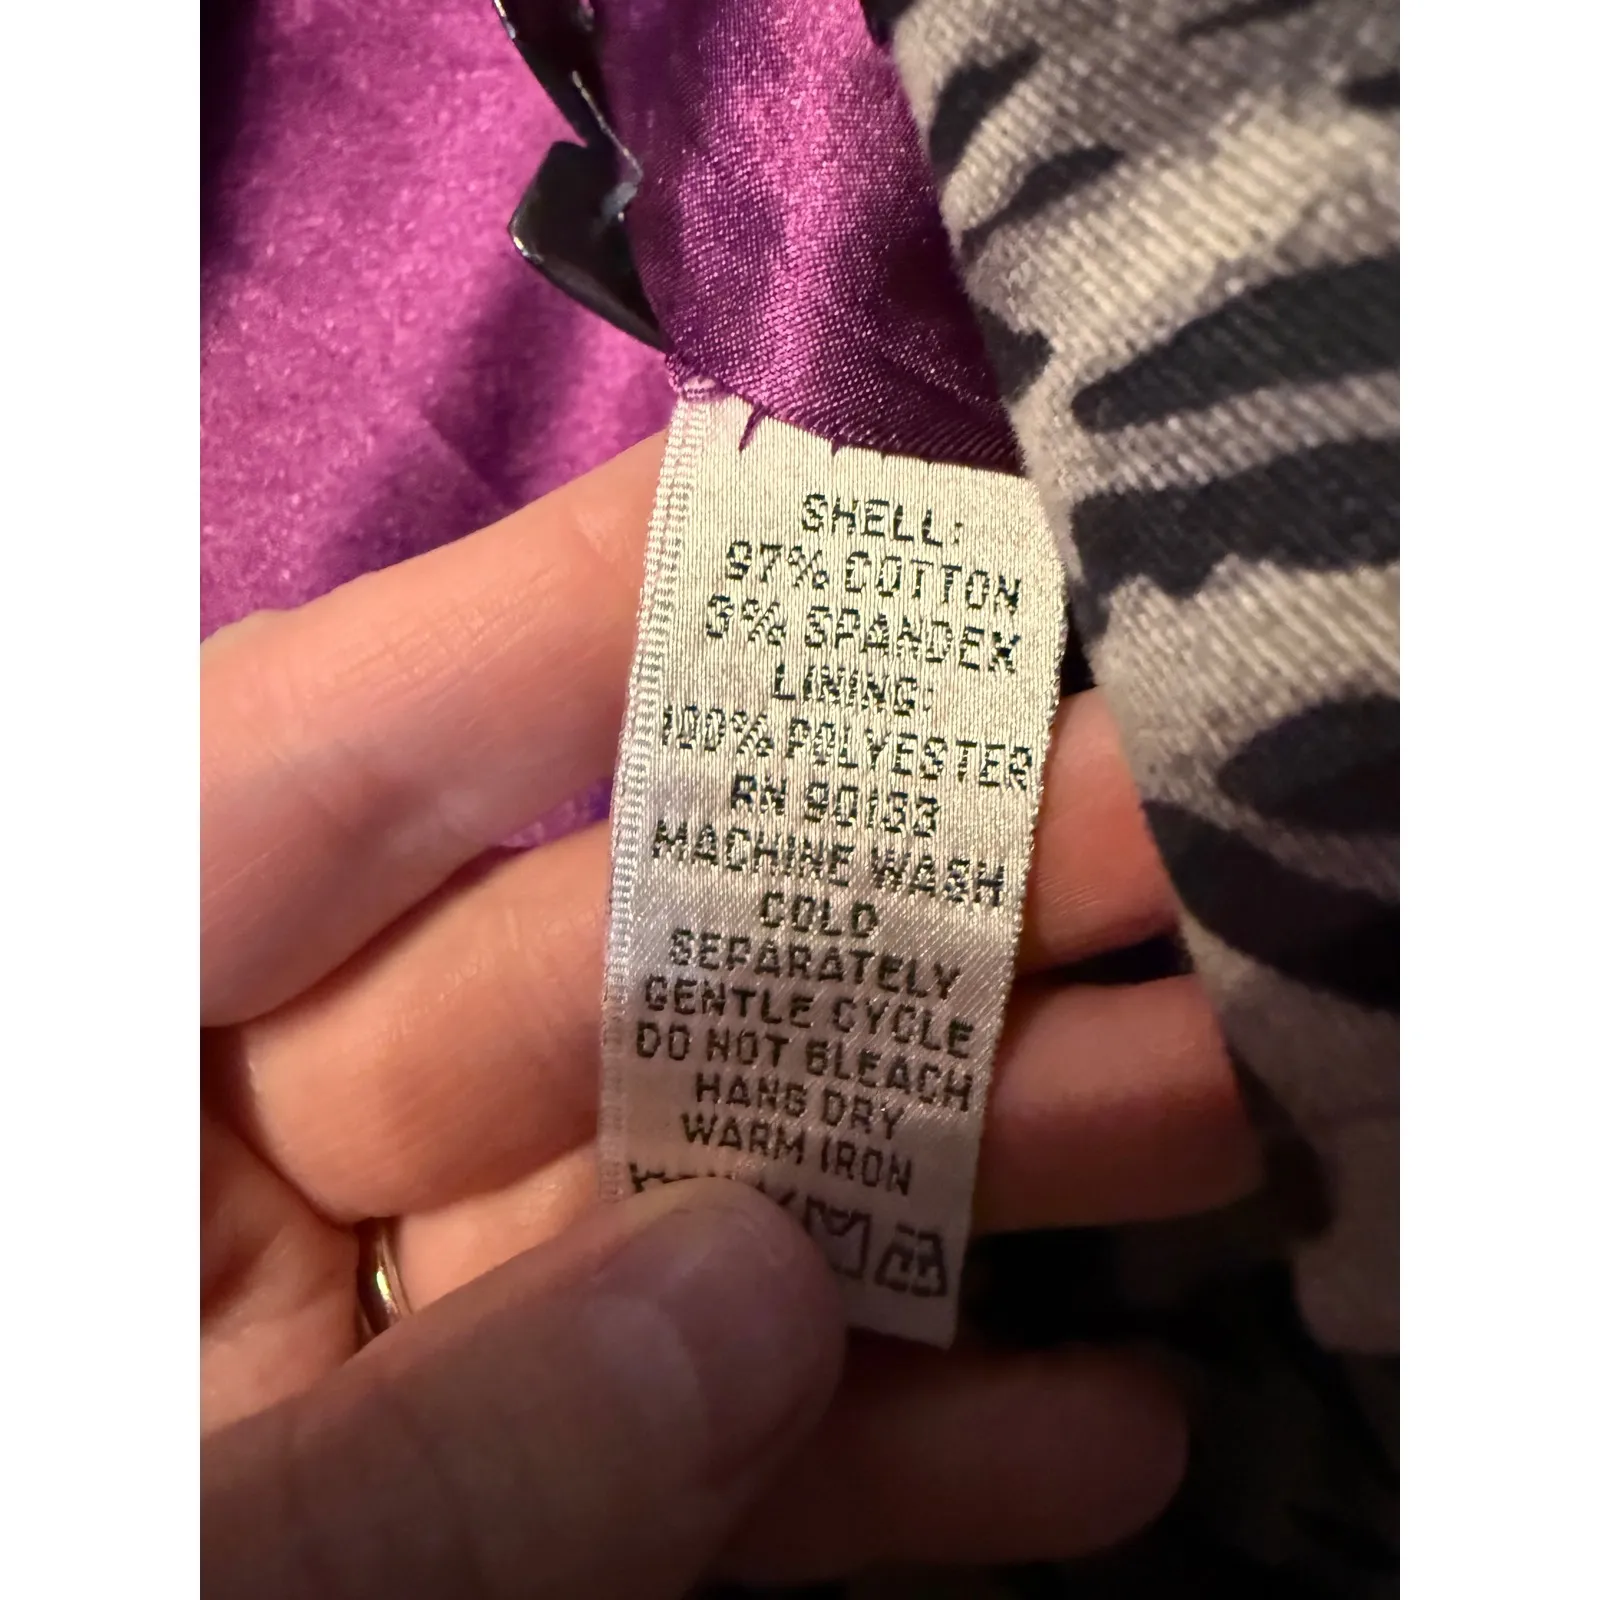 SHELL:
97% COTTON
3% SPANDEX
LINING:
100% POLYESTER
RN 90133
MACHINE WASH
COLD
SEPARATELY
GENTLE CYCLE
DO NOT BLEACH
HANG DRY
WARM IRON